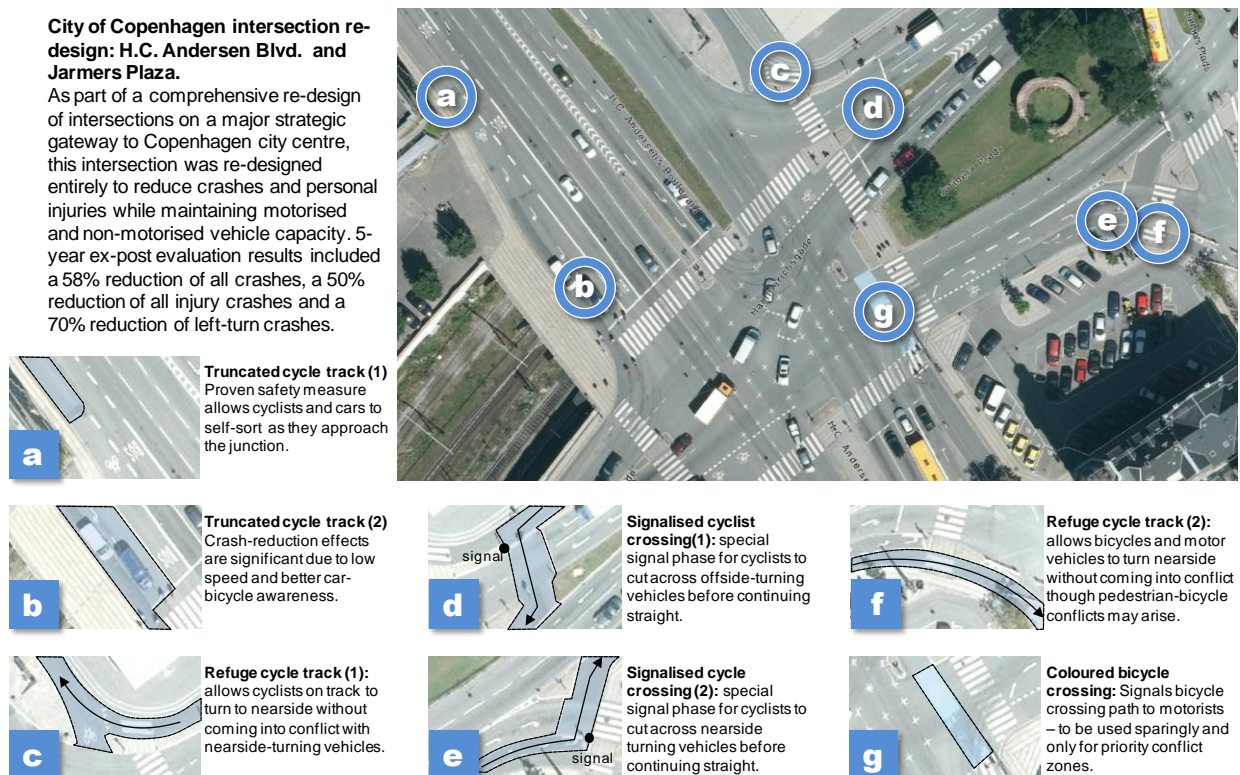 City of Copenhagen intersection re-
design: H.C. Andersen Blvd. and
Jarmers Plaza.
As part of a comprehensive re-design
of intersections on a major strategic
gateway to Copenhagen city centre,
this intersection was re-designed
entirely to reduce crashes and personal
injuries while maintaining motorised
and non-motorised vehicle capacity. 5-
year ex-post evaluation results included
a 58% reduction of all crashes, a 50%
reduction of all injury crashes and a
70% reduction of left-turn crashes.
a
b
c
d
e
f
g
H.C. Andersens Boulevard
Jarmers Plads
Jarmers Plads
Hammerichsgade
H.C. Anderse
ade
a
Truncated cycle track (1)
Proven safety measure
allows cyclists and cars to
self-sort as they approach
the junction.
b
Truncated cycle track (2)
Crash-reduction effects
are significant due to low
speed and better car-
bicycle awareness.
c
Refuge cycle track (1):
allows cyclists on track to
turn to nearside without
coming into conflict with
nearside-turning vehicles.
d
signal
Signalised cyclist
crossing(1): special
signal phase for cyclists to
cut across offside-turning
vehicles before continuing
straight.
e
signal
Signalised cycle
crossing (2): special
signal phase for cyclists to
cut across nearside
turning vehicles before
continuing straight.
f
Refuge cycle track (2):
allows bicycles and motor
vehicles to turn nearside
without coming into conflict
though pedestrian-bicycle
conflicts may arise.
g
Coloured bicycle
crossing: Signals bicycle
crossing path to motorists
– to be used sparingly and
only for priority conflict
zones.